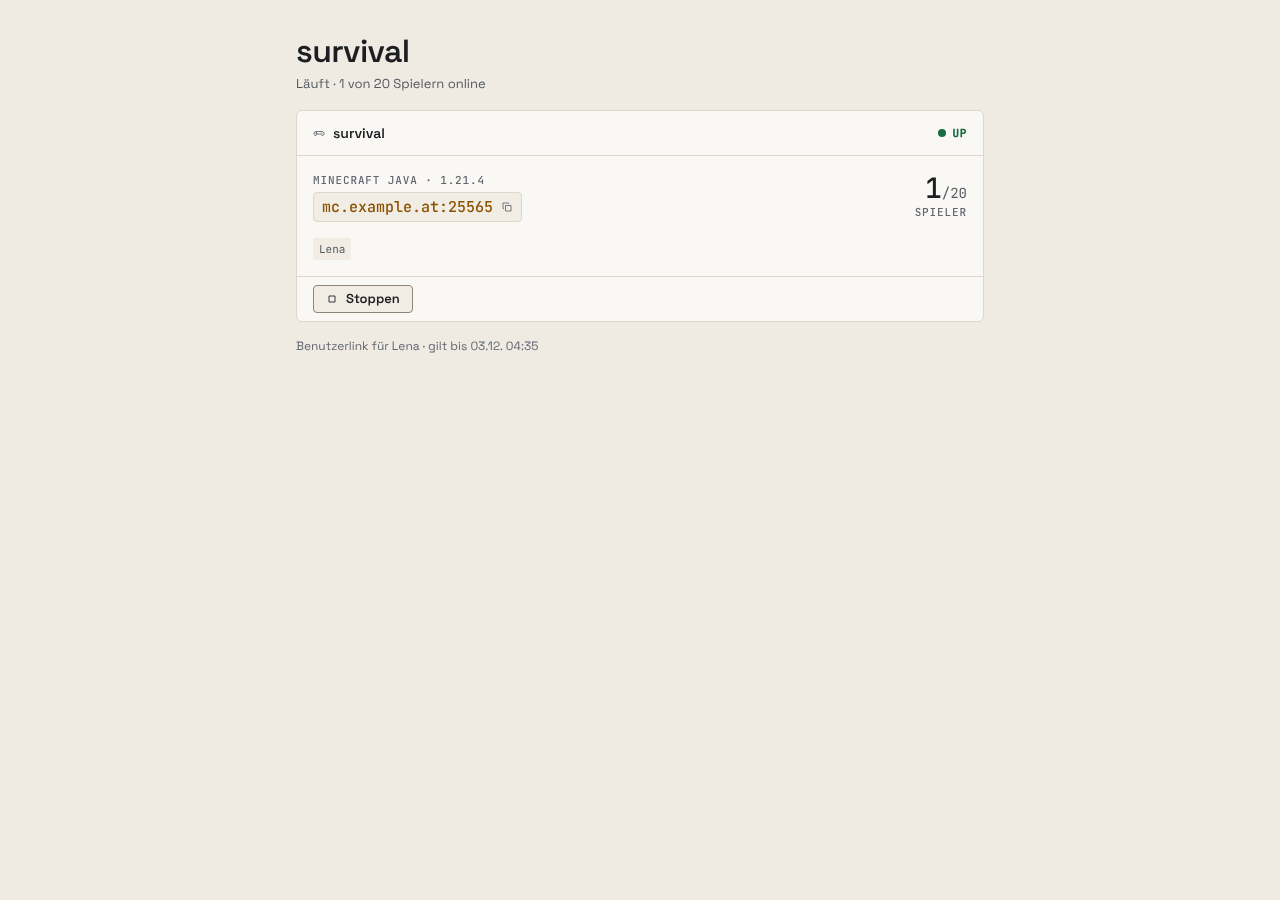 survival
Läuft · 1 von 20 Spielern online
survival
UP
MINECRAFT JAVA · 1.21.4
mc.example.at:25565
1/20
SPIELER
Lena
Stoppen
Benutzerlink für Lena · gilt bis 03.12. 04:35